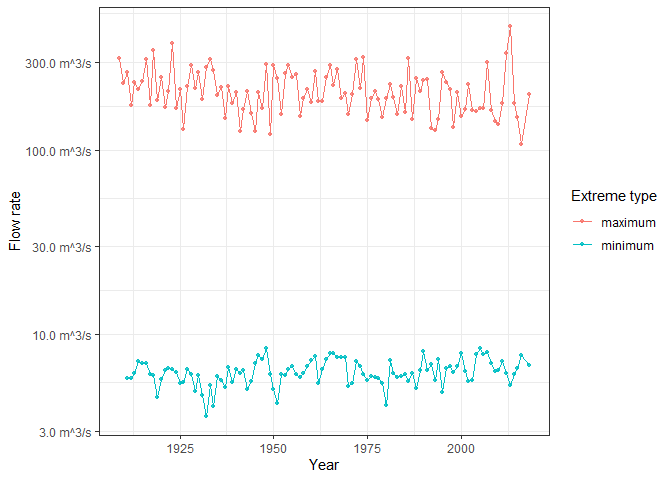 Flow rate
300.0 m^3/s
100.0 m^3/s
30.0 m^3/s
10.0 m^3/s
3.0 m^3/s
1925
1950
1975
2000
Year
Extreme type
maximum
minimum